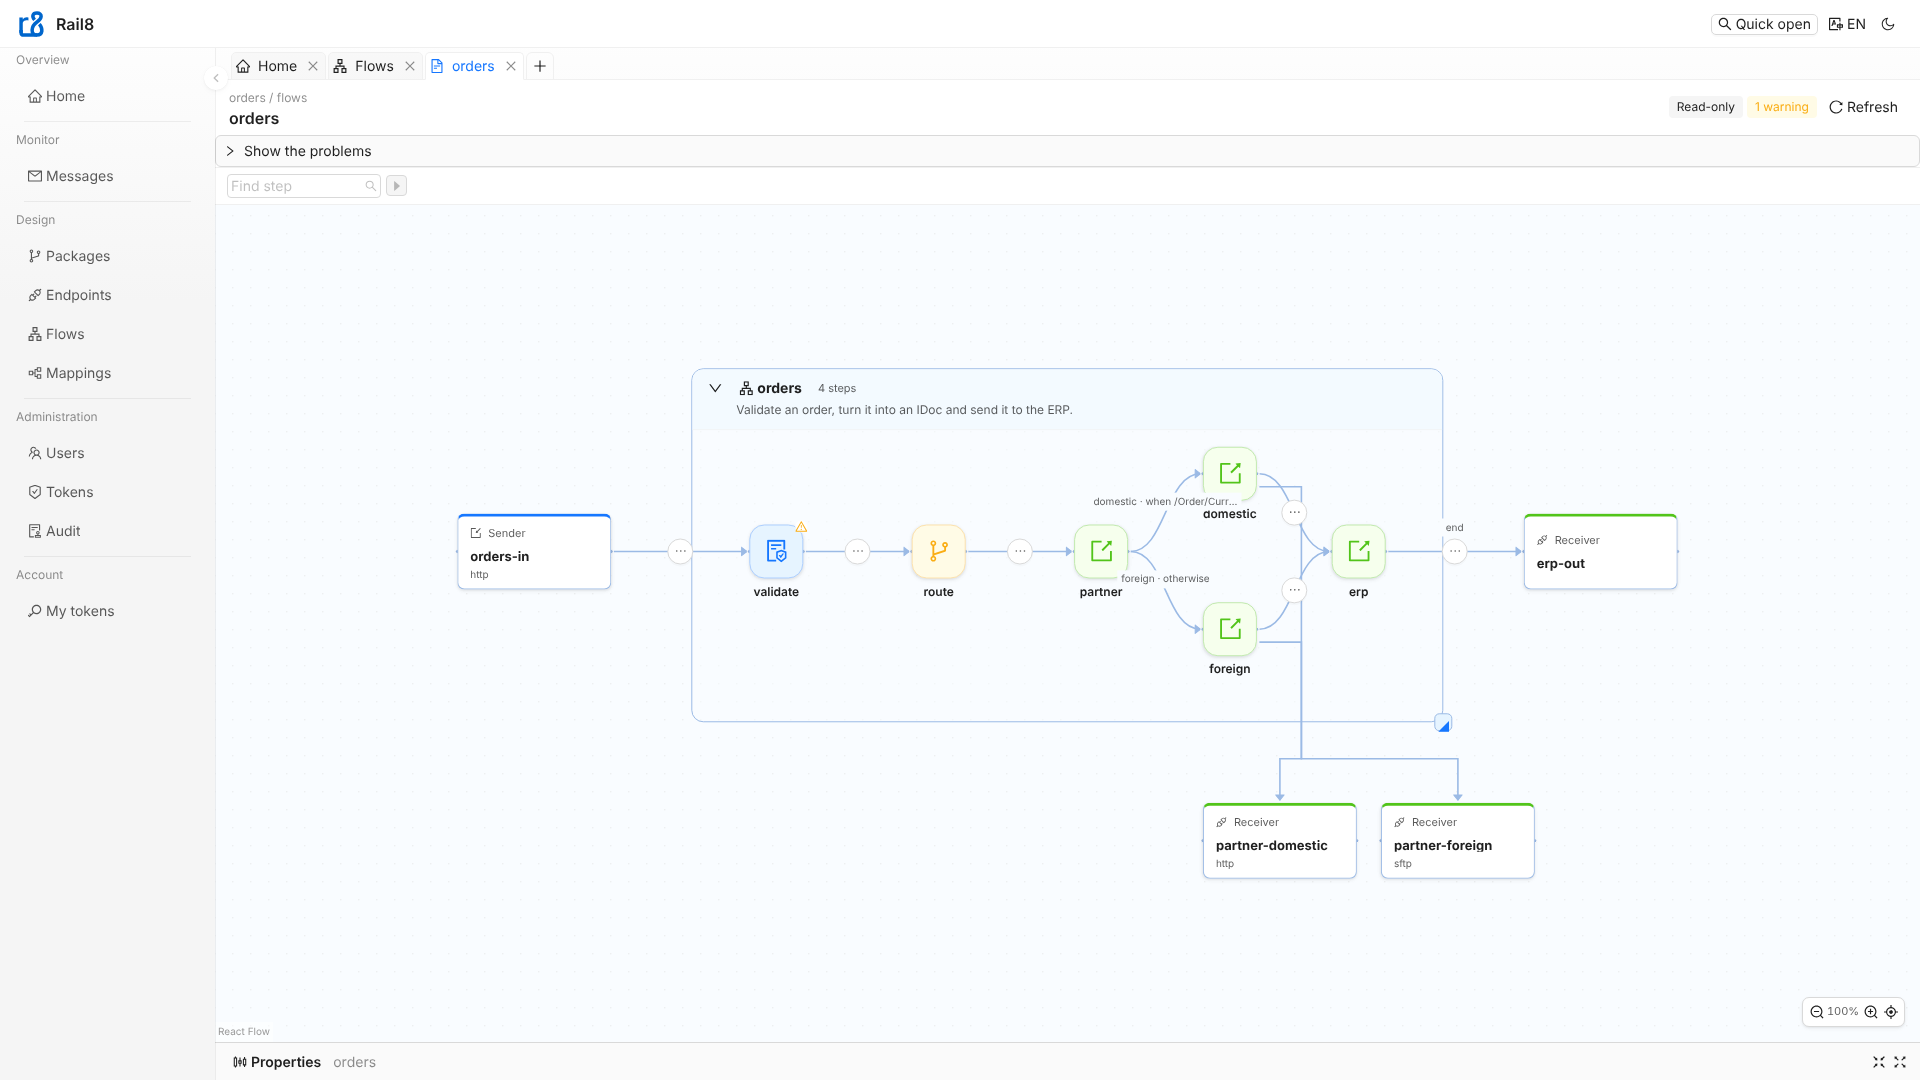 Rail8
Quick open
EN
Overview
Home
Monitor
Messages
Design
Packages
Endpoints
Flows
Mappings
Administration
Users
Tokens
Audit
Account
My tokens
Home
Flows
orders
orders / flows
orders
Read-only
1 warning
Refresh
Show the problems
Find step
orders 4 steps
Validate an order, turn it into an IDoc and send it to the ERP.
Sender
orders-in
http
validate
route
partner
domestic · when /Order/Curr...
domestic
foreign · otherwise
foreign
erp
end
Receiver
erp-out
Receiver
partner-domestic
http
Receiver
partner-foreign
sftp
100%
React Flow
Properties orders